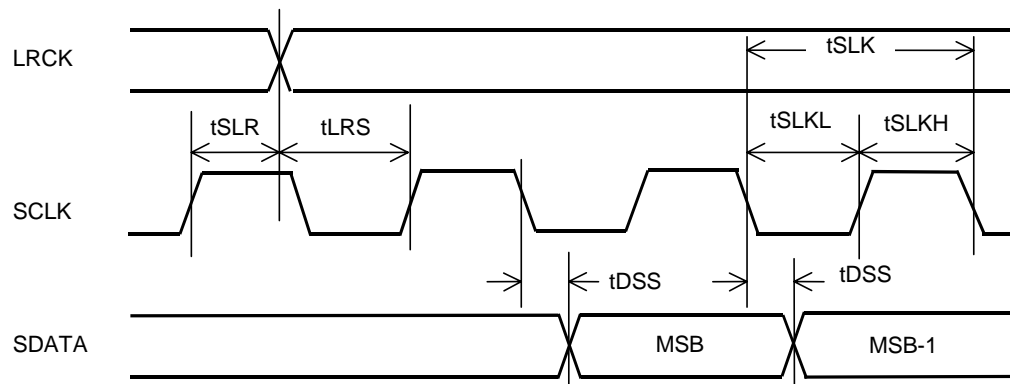 LRCK
tSLK
tSLR
tLRS
tSLKL
tSLKH
SCLK
tDSS
tDSS
SDATA
MSB
MSB-1